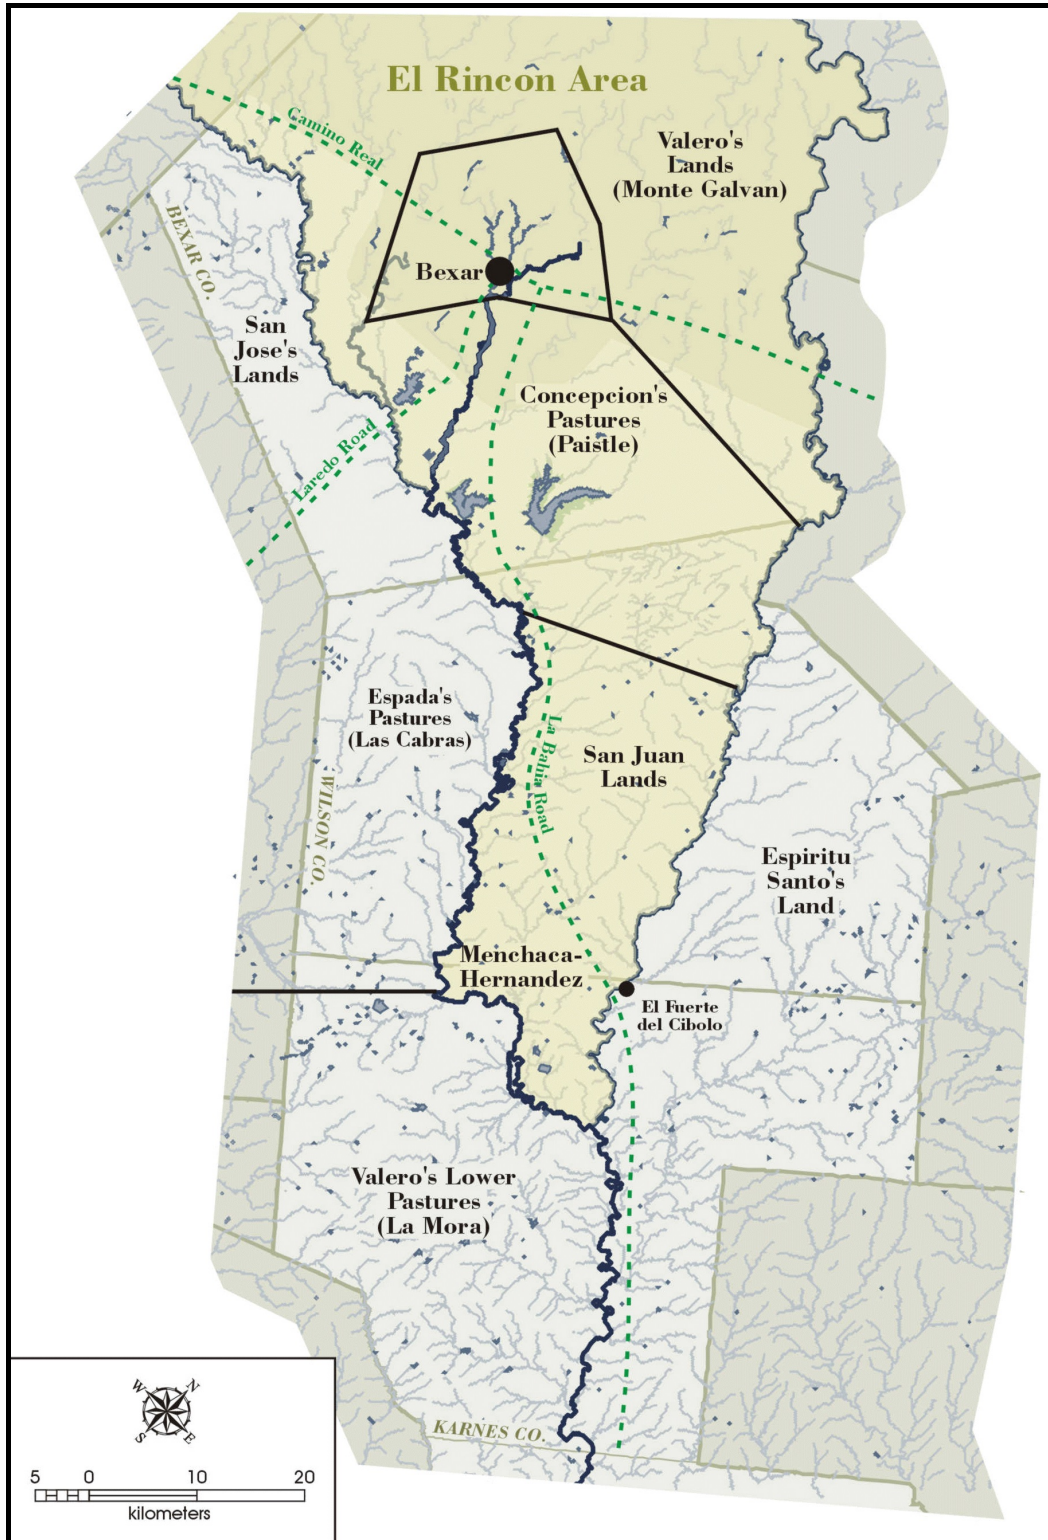 El Rincon Area
Camino Real
Valero's
Lands
(Monte Galvan)
BEXAR CO.
Bexar
San
Jose's
Lands
Concepcion's
Pastures
(Paistle)
Laredo Road
Espada's
Pastures
(Las Cabras)
La Bahia Road
San Juan
Lands
WILSON CO.
Espiritu
Santo's
Land
Menchaca-
Hernandez
El Fuerte
del Cibolo
Valero's Lower
Pastures
(La Mora)
KARNES CO.
W
N
S
E
5 0 10 20
kilometers